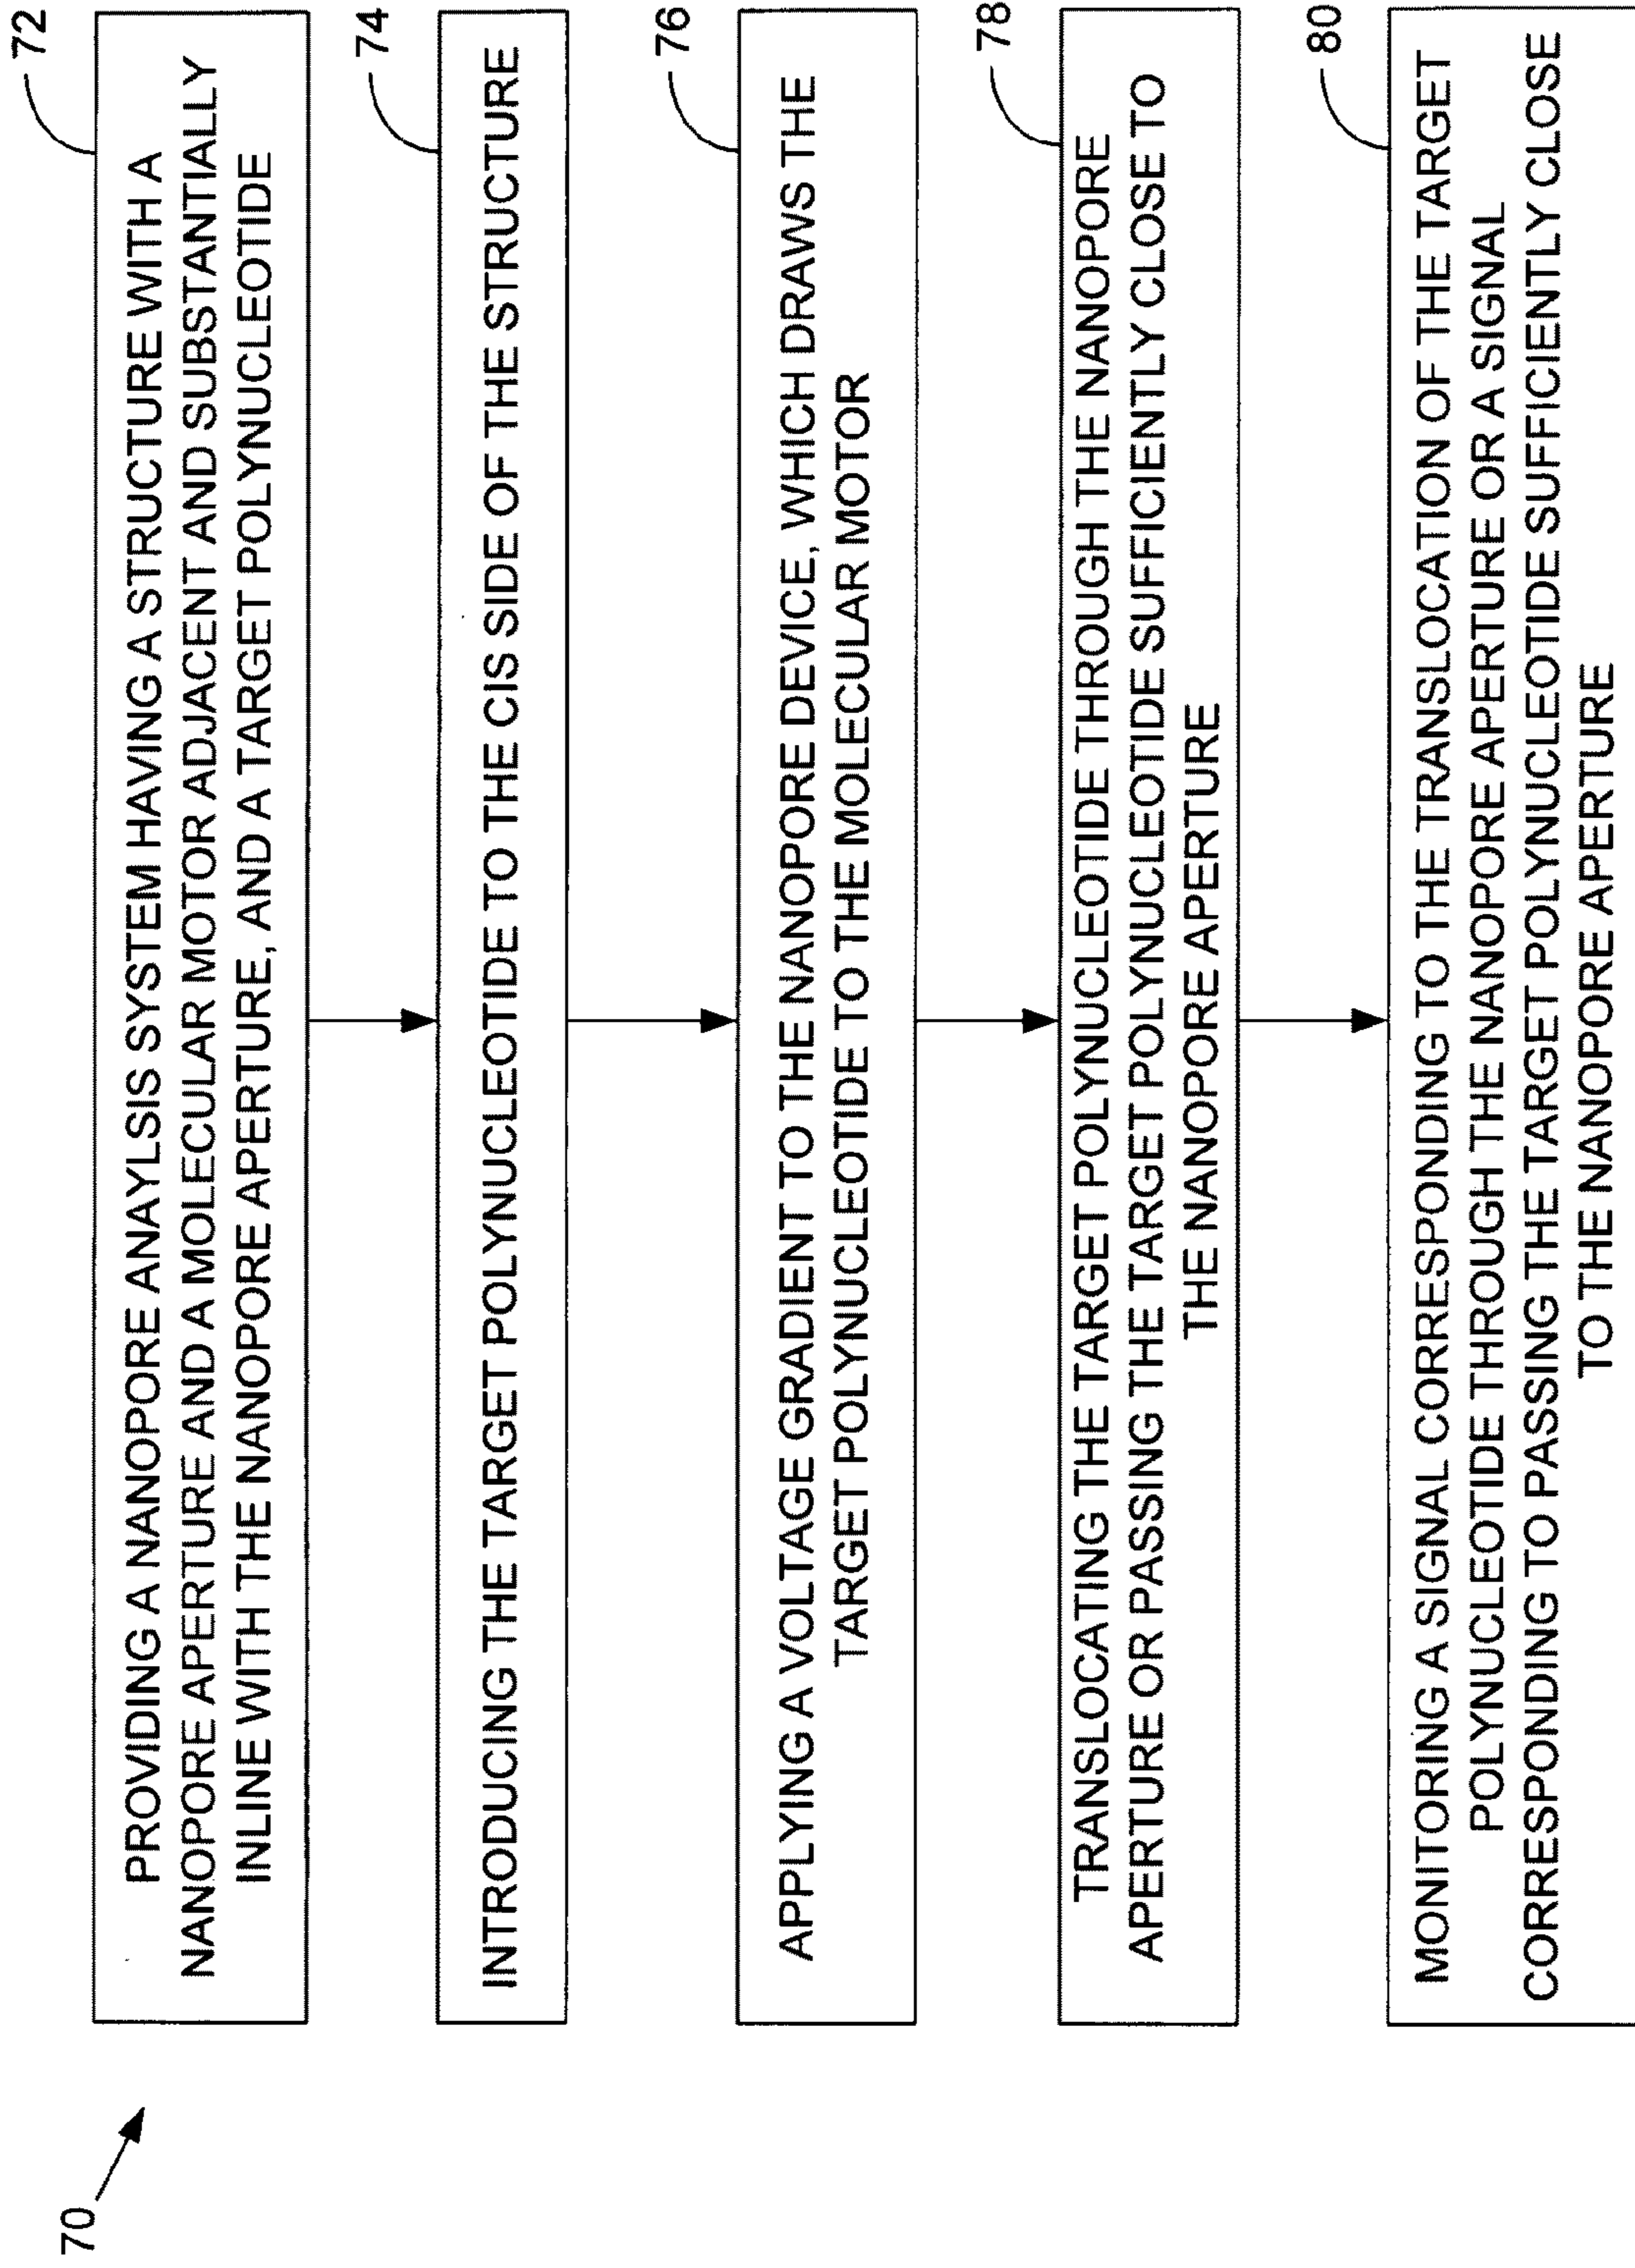 70
72
PROVIDING A NANOPORE ANAYLSIS SYSTEM HAVING A STRUCTURE WITH A
NANOPORE APERTURE AND A MOLECULAR MOTOR ADJACENT AND SUBSTANTIALLY
INLINE WITH THE NANOPORE APERTURE, AND A TARGET POLYNUCLEOTIDE
74
INTRODUCING THE TARGET POLYNUCLEOTIDE TO THE CIS SIDE OF THE STRUCTURE
76
APPLYING A VOLTAGE GRADIENT TO THE NANOPORE DEVICE, WHICH DRAWS THE
TARGET POLYNUCLEOTIDE TO THE MOLECULAR MOTOR
78
TRANSLOCATING THE TARGET POLYNUCLEOTIDE THROUGH THE NANOPORE
APERTURE OR PASSING THE TARGET POLYNUCLEOTIDE SUFFICIENTLY CLOSE TO
THE NANOPORE APERTURE
80
MONITORING A SIGNAL CORRESPONDING TO THE TRANSLOCATION OF THE TARGET
POLYNUCLEOTIDE THROUGH THE NANOPORE APERTURE OR A SIGNAL
CORRESPONDING TO PASSING THE TARGET POLYNUCLEOTIDE SUFFICIENTLY CLOSE
TO THE NANOPORE APERTURE